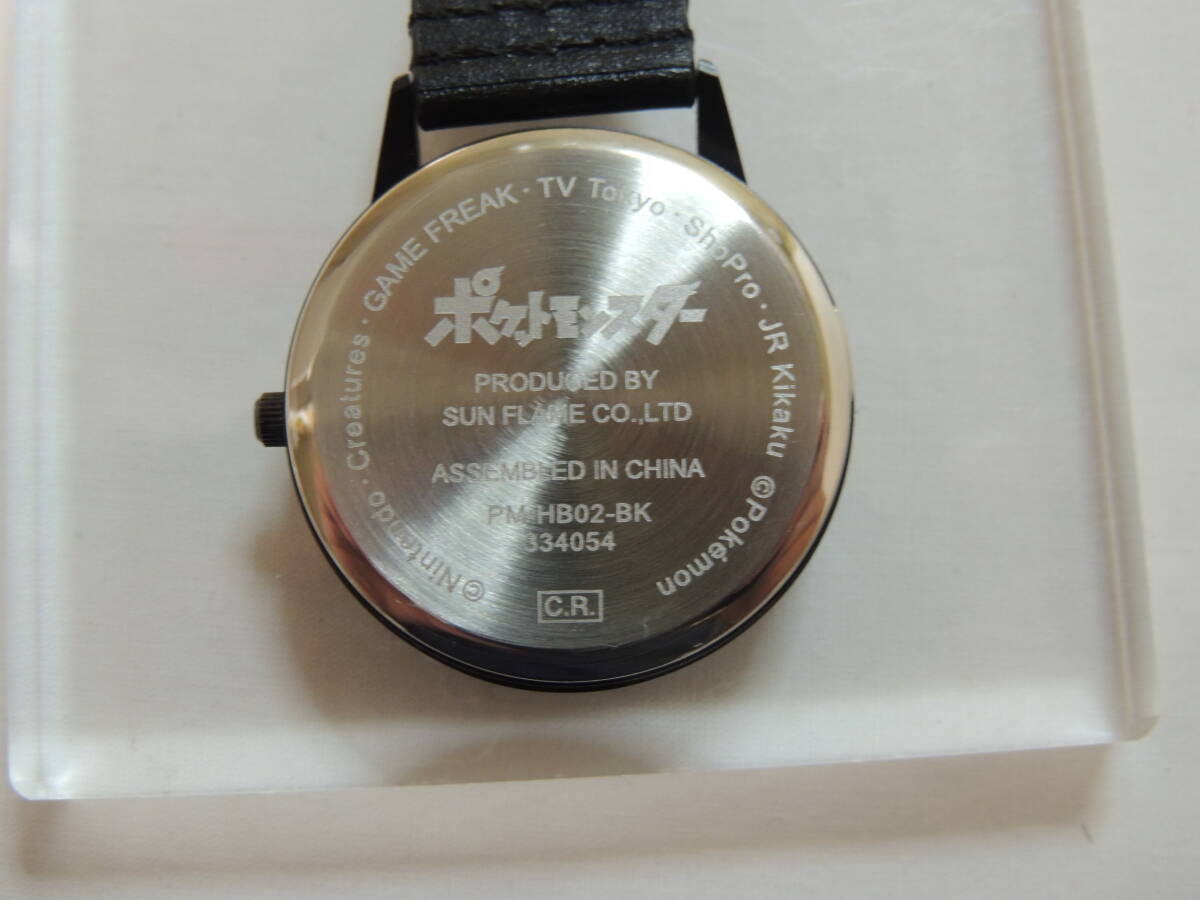 ©Nintendo · Creatures · GAME FREAK · TV Tokyo · ShoPro · JR Kikaku ©Pokémon
ポケットモンスター
PRODUCED BY
SUN FLAME CO.,LTD
ASSEMBLED IN CHINA
PM-HB02-BK
334054
C.R.